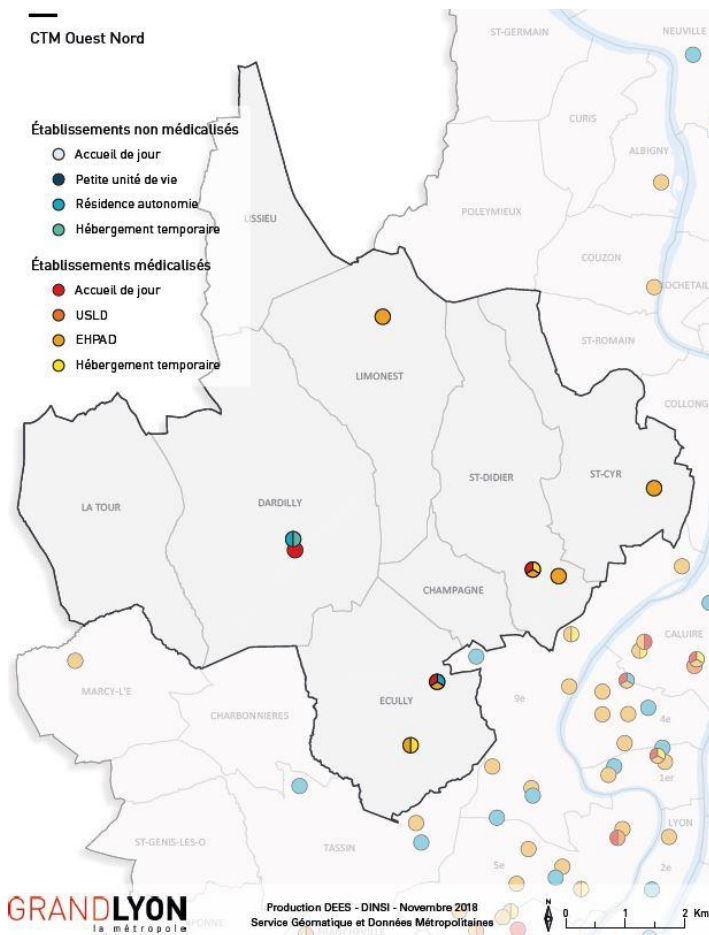 CTM Ouest Nord
Établissements non médicalisés
Accueil de jour
Petite unité de vie
Résidence autonomie
Hébergement temporaire
Établissements médicalisés
Accueil de jour
USLD
EHPAD
Hébergement temporaire
ST-GERMAIN
NEUVILLE
CURIS
ALBIGNY
POLEYMIEUX
LISSIEU
COUZON
ROCHETAIL
ST-ROMAIN
LIMONEST
COLLONG
ST-DIDIER
ST-CYR
LA TOUR
DARDILLY
CHAMPAGNE
CALUIRE
MARCY-L'E
CHARBONNIERES
ECULLY
9e
4e
1er
ST-GENIS-LES-O
TASSIN
5e
LYON
2e
GRANDLYON
la métropole
PONNE
FRANCHEVILLE
Production DEES - DINSI - Novembre 2018
Service Géomatique et Données Métropolitaines
N
0 1 2 Km